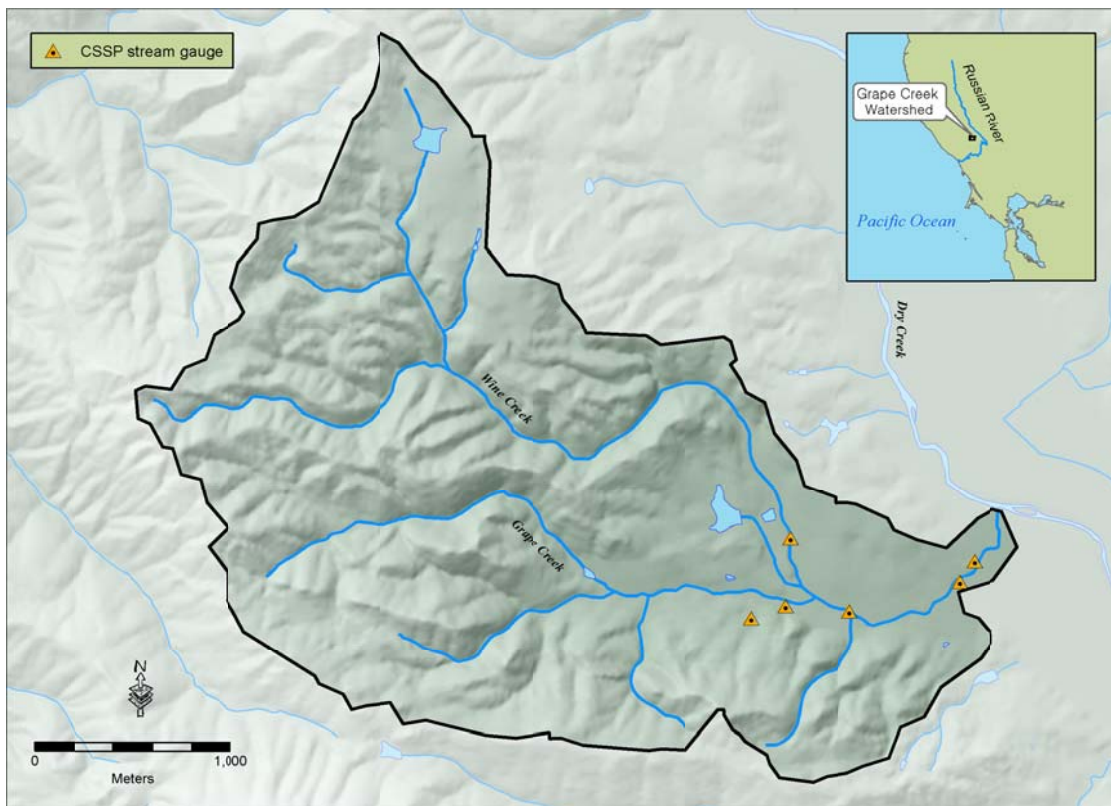 CSSP stream gauge
Russian River
Grape Creek
Watershed
Pacific Ocean
Dry Creek
Wine Creek
Grape Creek
N
0 1,000
Meters